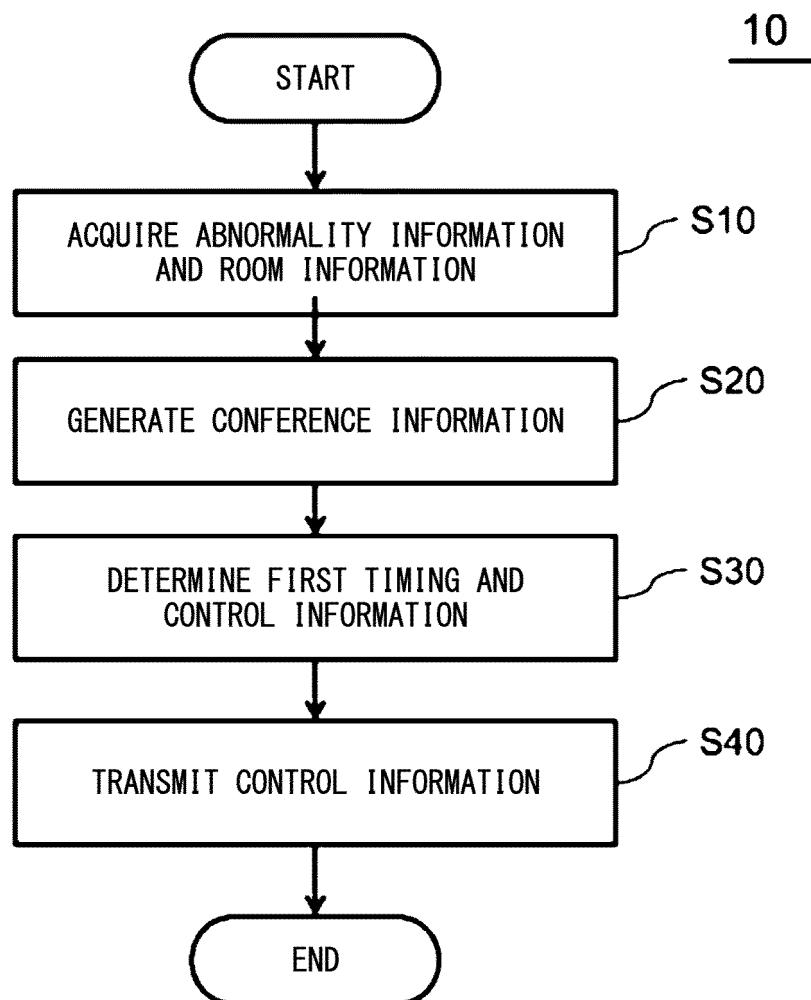 10
START
ACQUIRE ABNORMALITY INFORMATION
AND ROOM INFORMATION
S10
GENERATE CONFERENCE INFORMATION
S20
DETERMINE FIRST TIMING AND
CONTROL INFORMATION
S30
TRANSMIT CONTROL INFORMATION
S40
END